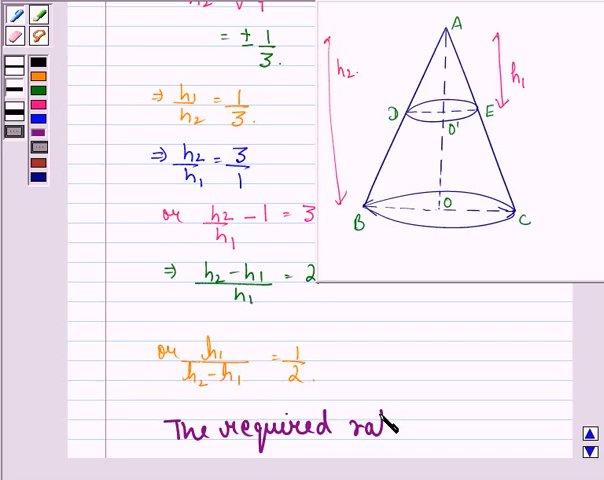 = ± 1/3.
⇒ h₁/h₂ = 1/3.
⇒ h₂/h₁ = 3/1
or h₂/h₁ - 1 = 3
⇒ (h₂ - h₁)/h₁ = 2
or h₁/(h₂ - h₁) = 1/2.
The required rat
A
h₂.
h₁
D
E
O'
O
B
C